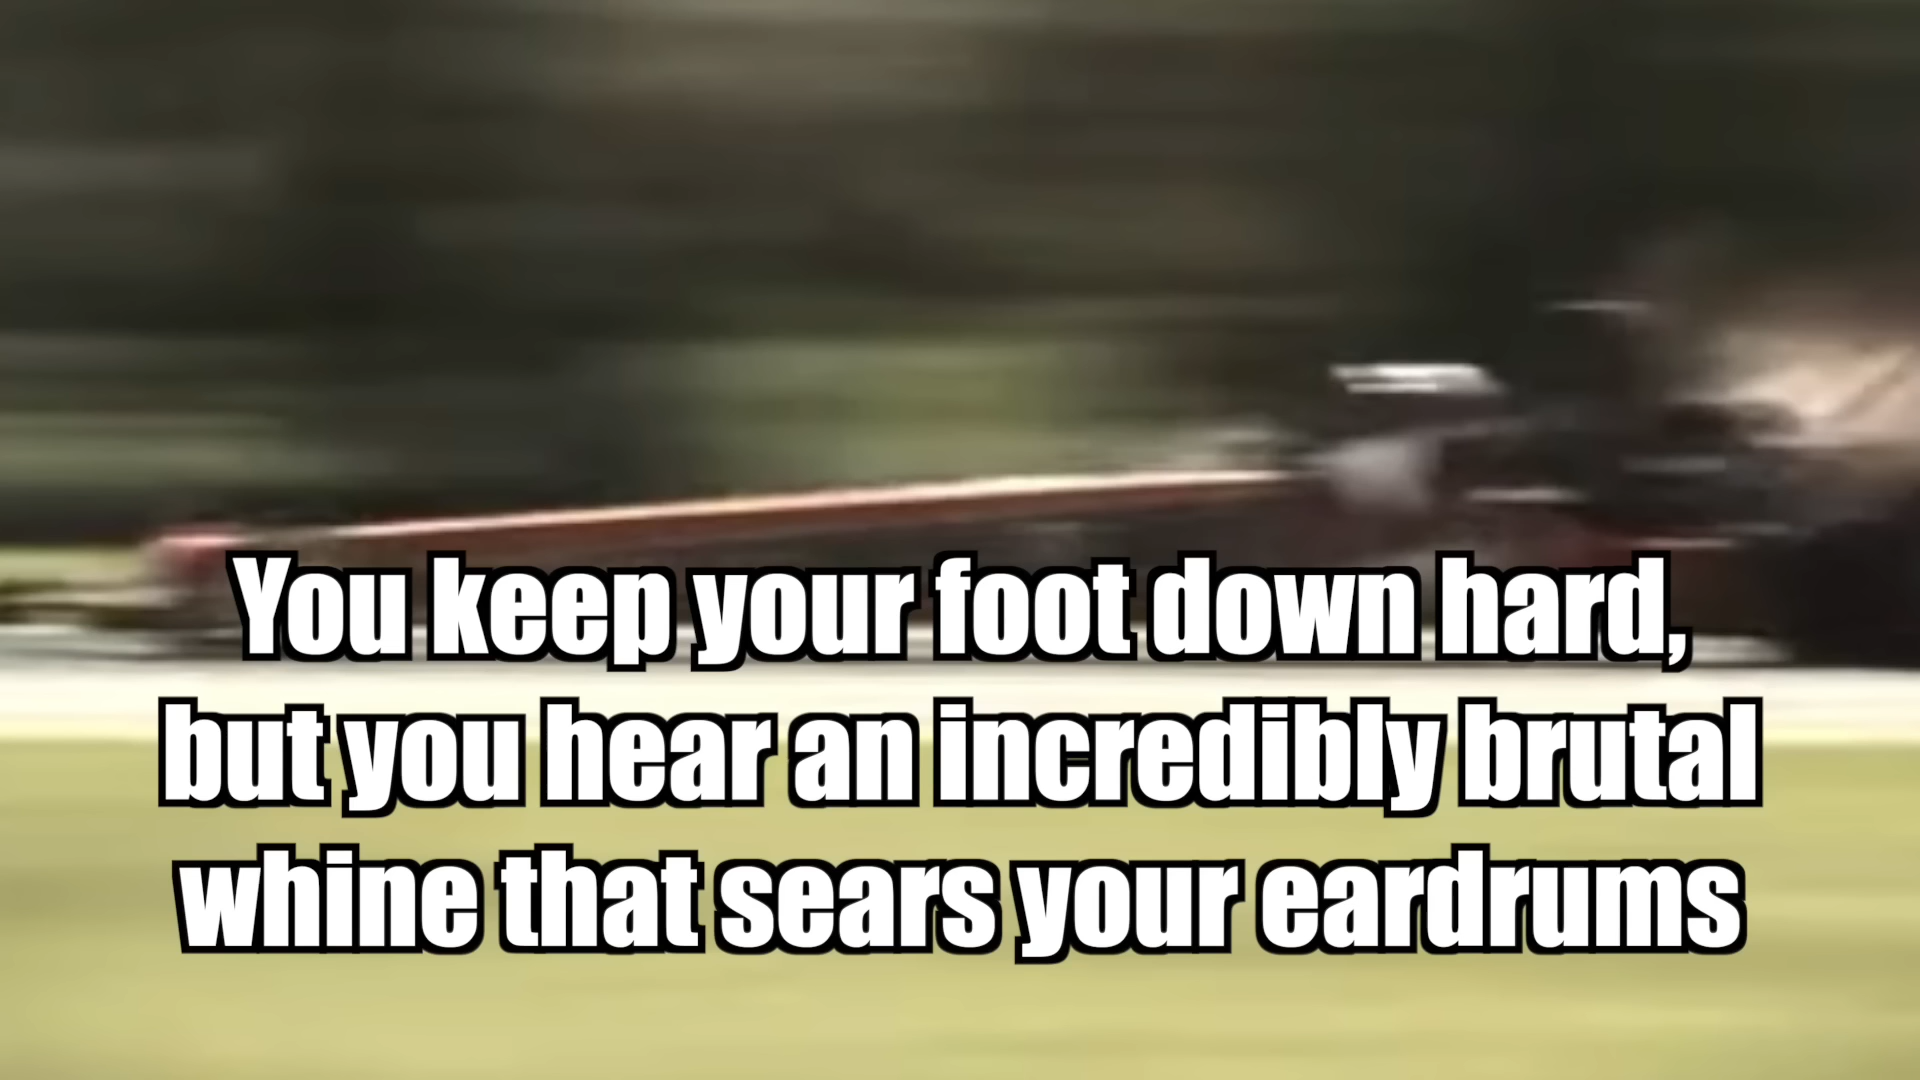 You keep your foot down hard,
but you hear an incredibly brutal
whine that sears your eardrums